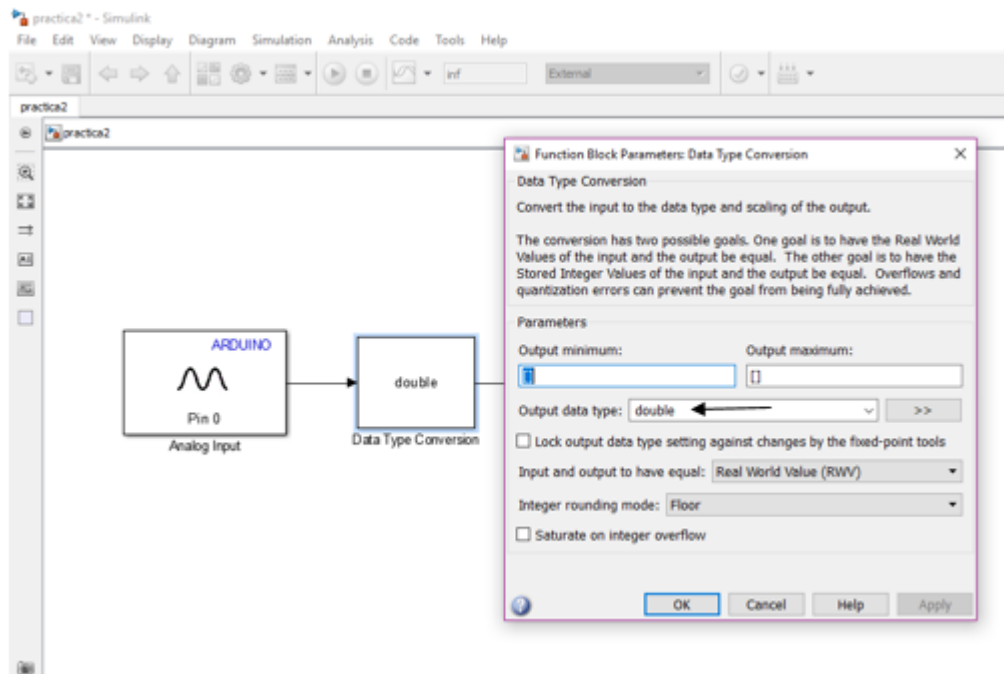 practica2 * - Simulink
File Edit View Display Diagram Simulation Analysis Code Tools Help
inf
External
practica2
practica2
ARDUINO
Pin 0
Analog Input
double
Data Type Conversion
Function Block Parameters: Data Type Conversion
Data Type Conversion
Convert the input to the data type and scaling of the output.
The conversion has two possible goals. One goal is to have the Real World
Values of the input and the output be equal. The other goal is to have the
Stored Integer Values of the input and the output be equal. Overflows and
quantization errors can prevent the goal from being fully achieved.
Parameters
Output minimum: Output maximum:
[] []
Output data type: double >>
Lock output data type setting against changes by the fixed-point tools
Input and output to have equal: Real World Value (RWV)
Integer rounding mode: Floor
Saturate on integer overflow
OK Cancel Help Apply